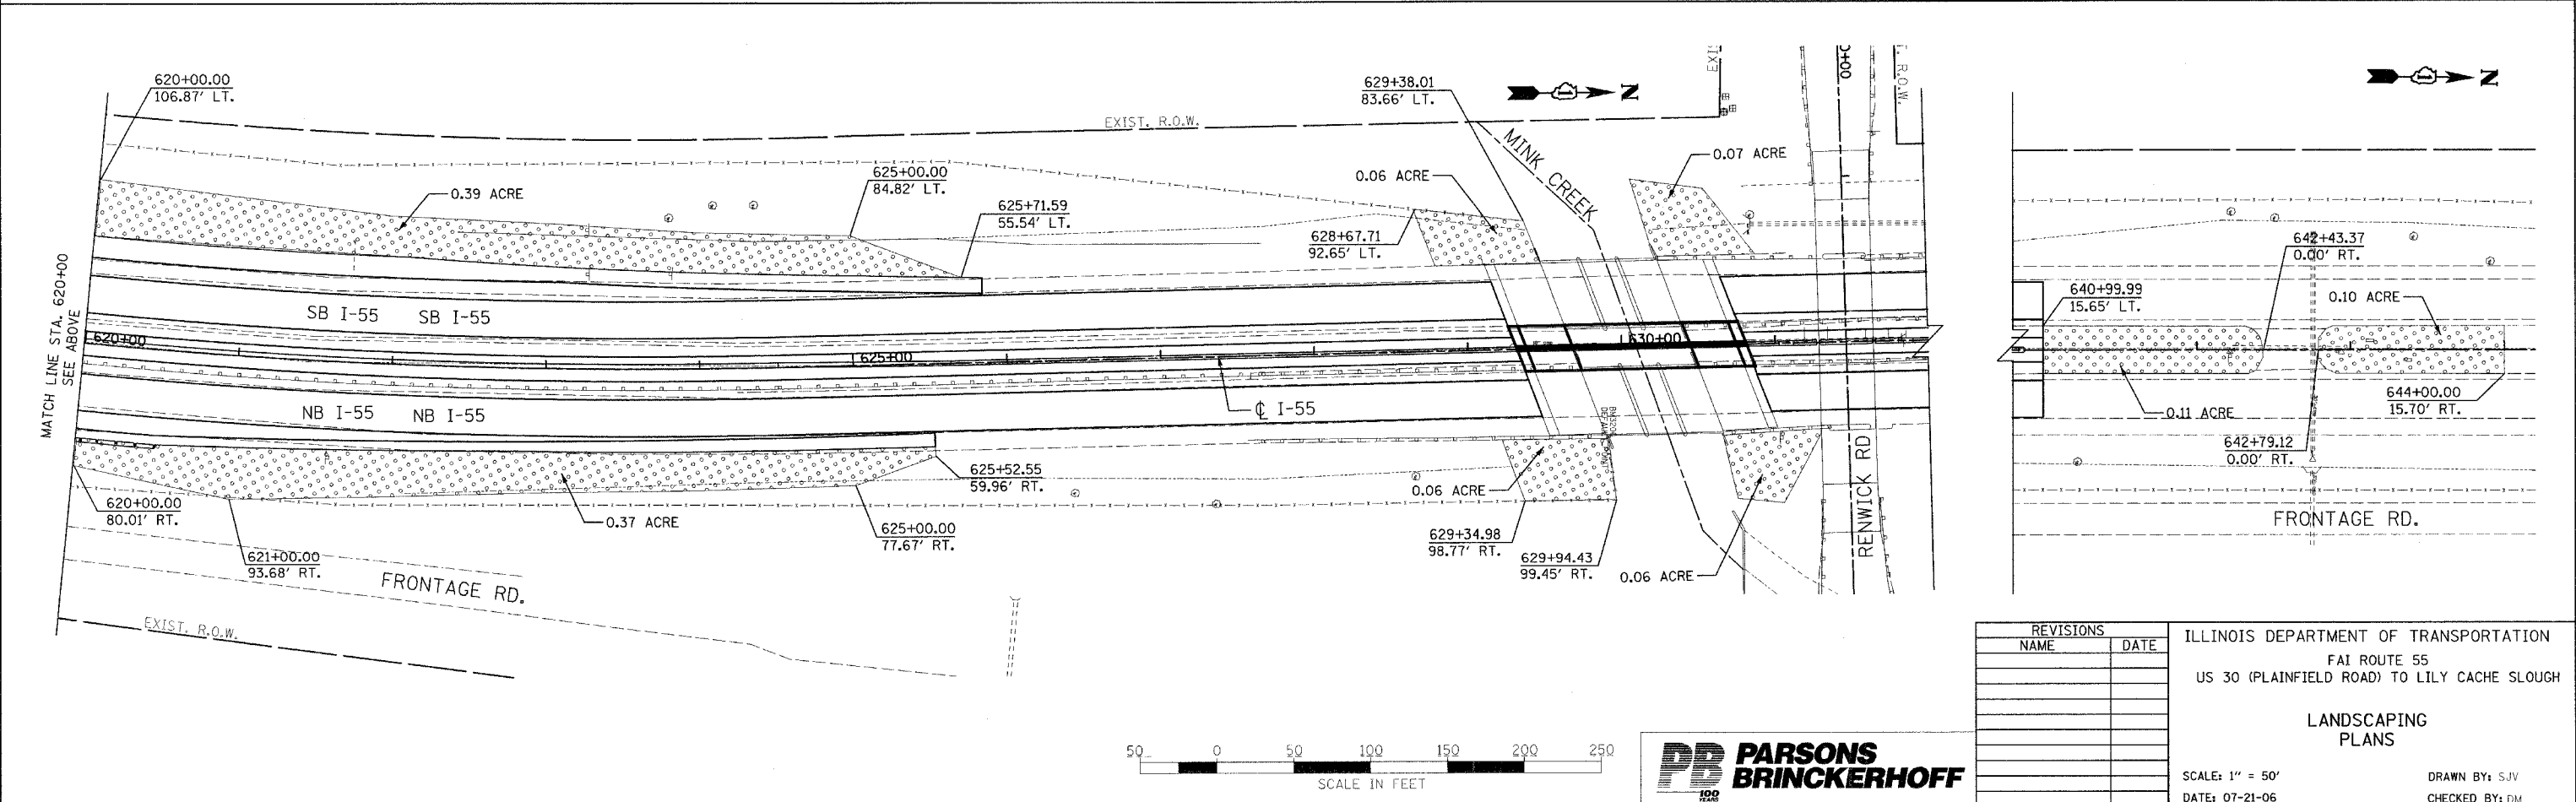 620+00.00
106.87' LT.
0.39 ACRE
625+00.00
84.82' LT.
625+71.59
55.54' LT.
EXIST. R.O.W.
629+38.01
83.66' LT.
N
0.06 ACRE
628+67.71
92.65' LT.
MINK CREEK
0.07 ACRE
EXI
00+0
R.O.W.
N
642+43.37
0.00' RT.
640+99.99
15.65' LT.
0.10 ACRE
MATCH LINE STA. 620+00
SEE ABOVE
SB I-55 SB I-55
620+00
625+00
630+00
NB I-55 NB I-55
℄ I-55
0.11 ACRE
644+00.00
15.70' RT.
642+79.12
0.00' RT.
620+00.00
80.01' RT.
621+00.00
93.68' RT.
0.37 ACRE
625+52.55
59.96' RT.
625+00.00
77.67' RT.
0.06 ACRE
629+34.98
98.77' RT.
629+94.43
99.45' RT.
0.06 ACRE
RENWICK RD
FRONTAGE RD.
FRONTAGE RD.
EXIST. R.O.W.
50 0 50 100 150 200 250
SCALE IN FEET
PB PARSONS
BRINCKERHOFF
100
YEARS
REVISIONS
NAME DATE
ILLINOIS DEPARTMENT OF TRANSPORTATION
FAI ROUTE 55
US 30 (PLAINFIELD ROAD) TO LILY CACHE SLOUGH
LANDSCAPING
PLANS
SCALE: 1" = 50'
DRAWN BY: SJV
DATE: 07-21-06
CHECKED BY: DM